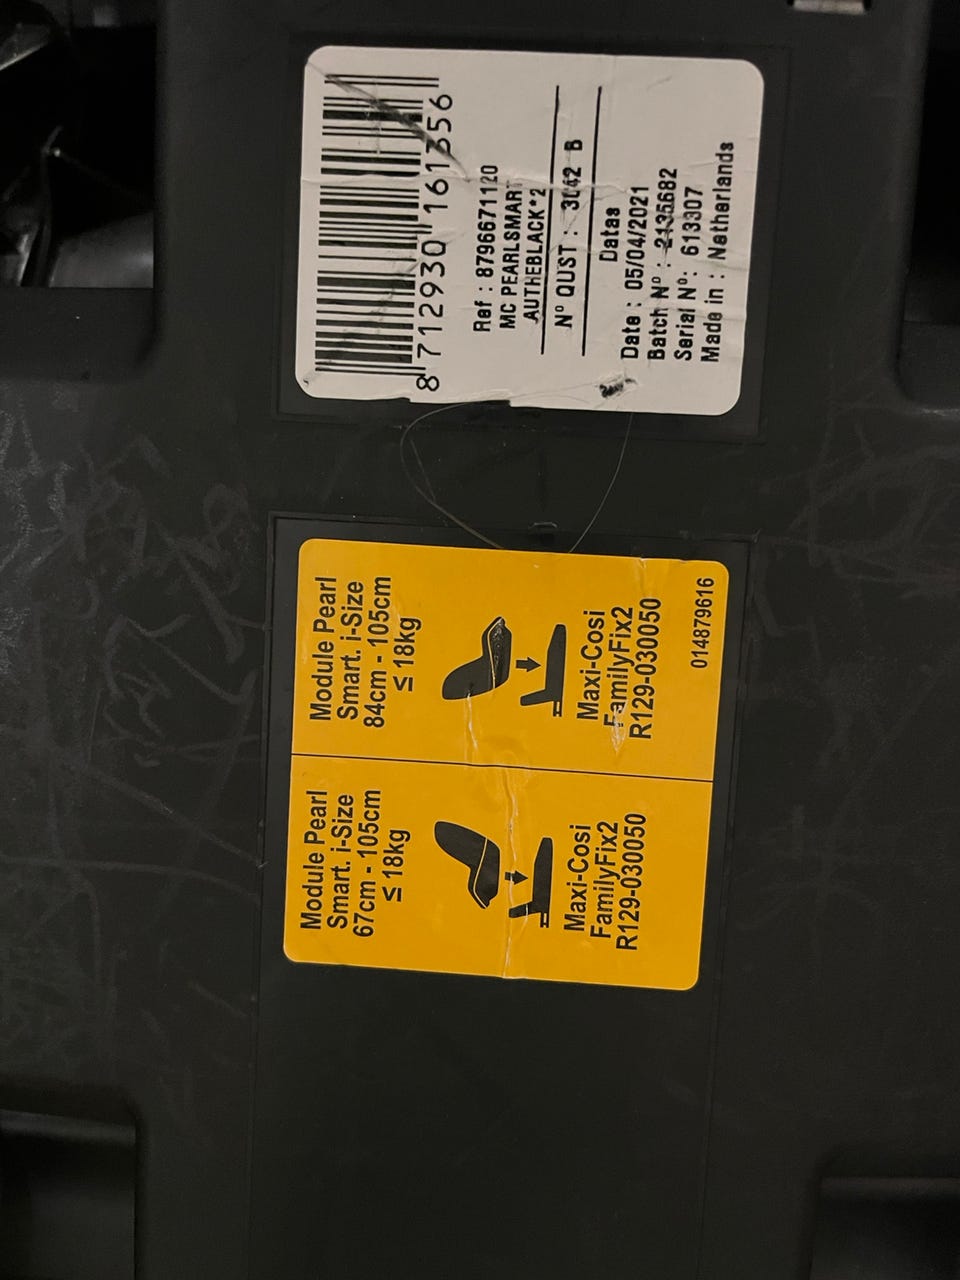 8 712930 161356
Ref : 8796671120
MC PEARLSMART
AUTHEBLACK*2
N° QUST : 3042 B
Datas
Date : 05/04/2021
Batch N° : 2135682
Serial N° : 613307
Made in : Netherlands
Module Pearl
Smart. i-Size
67cm - 105cm
≤ 18kg
Maxi-Cosi
FamilyFix2
R129-030050
Module Pearl
Smart. i-Size
84cm - 105cm
≤ 18kg
Maxi-Cosi
FamilyFix2
R129-030050
014879616